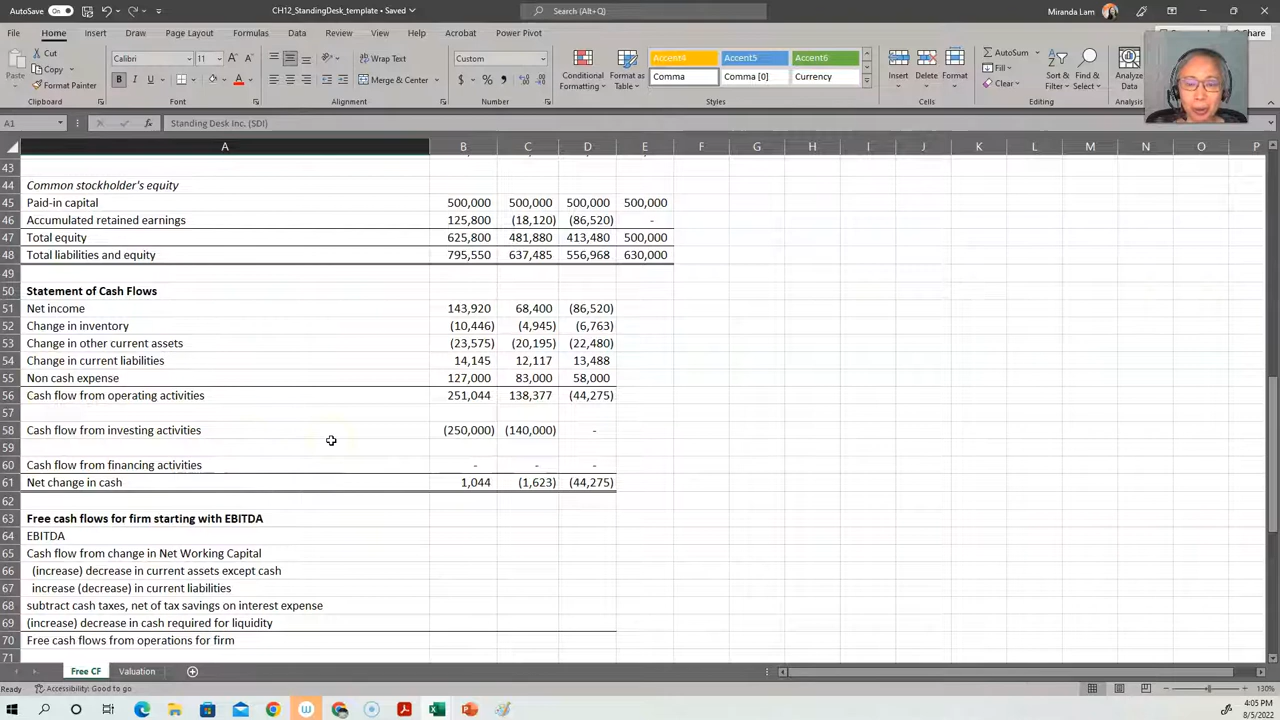 AutoSave On CH12_StandingDesk_template • Saved Search (Alt+Q) Miranda Lam
File Home Insert Draw Page Layout Formulas Data Review View Help Acrobat Power Pivot Share
Paste Cut Copy Format Painter Calibri 11 Wrap Text Merge & Center Custom Conditional Formatting Format as Table Accent4 Accent5 Accent6 Comma Comma [0] Currency Insert Delete Format AutoSum Fill Clear Sort & Filter Find & Select Analyze Data
Clipboard Font Alignment Number Styles Cells Editing Analysis
A1 fx Standing Desk Inc. (SDI)
A B C D E F G H I J K L M N O P
43
44 Common stockholder's equity
45 Paid-in capital 500,000 500,000 500,000 500,000
46 Accumulated retained earnings 125,800 (18,120) (86,520) -
47 Total equity 625,800 481,880 413,480 500,000
48 Total liabilities and equity 795,550 637,485 556,968 630,000
49
50 Statement of Cash Flows
51 Net income 143,920 68,400 (86,520)
52 Change in inventory (10,446) (4,945) (6,763)
53 Change in other current assets (23,575) (20,195) (22,480)
54 Change in current liabilities 14,145 12,117 13,488
55 Non cash expense 127,000 83,000 58,000
56 Cash flow from operating activities 251,044 138,377 (44,275)
57
58 Cash flow from investing activities (250,000) (140,000) -
59
60 Cash flow from financing activities - - -
61 Net change in cash 1,044 (1,623) (44,275)
62
63 Free cash flows for firm starting with EBITDA
64 EBITDA
65 Cash flow from change in Net Working Capital
66 (increase) decrease in current assets except cash
67 increase (decrease) in current liabilities
68 subtract cash taxes, net of tax savings on interest expense
69 (increase) decrease in cash required for liquidity
70 Free cash flows from operations for firm
71
Free CF Valuation
Ready Accessibility: Good to go 130%
4:05 PM
8/5/2022